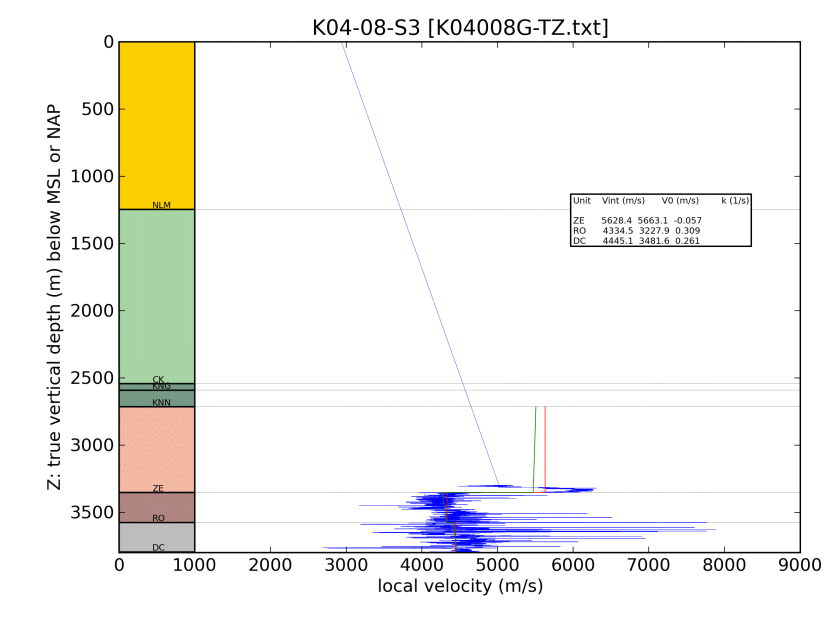 K04-08-S3 [K04008G-TZ.txt]
Z: true vertical depth (m) below MSL or NAP
0
500
1000
1500
2000
2500
3000
3500
NLM
CK
KNG
KNN
ZE
RO
DC
Unit Vint (m/s) V0 (m/s) k (1/s)
ZE 5628.4 5663.1 -0.057
RO 4334.5 3227.9 0.309
DC 4445.1 3481.6 0.261
0 1000 2000 3000 4000 5000 6000 7000 8000 9000
local velocity (m/s)